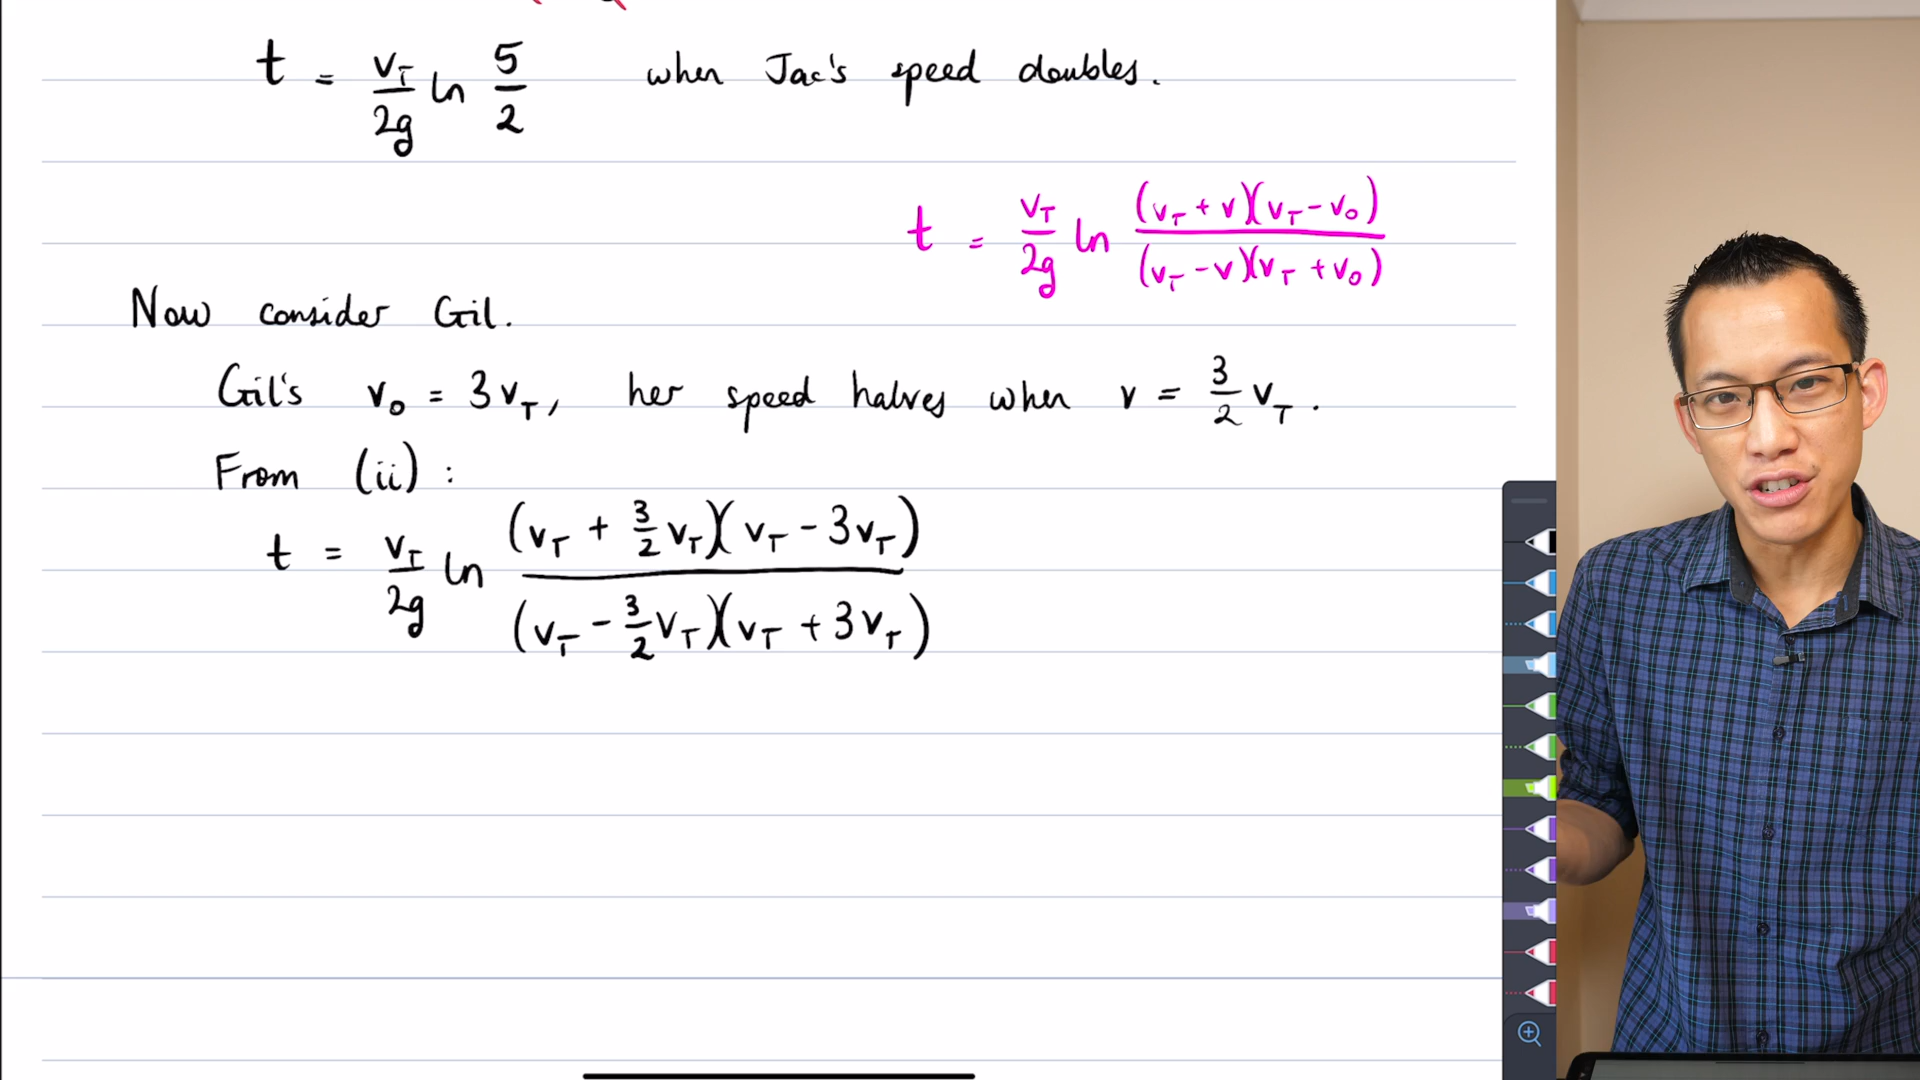 t = v_T/2g ln 5/2 when Jac's speed doubles.
t = v_T/2g ln (v_T + v)(v_T - v_0)/(v_T - v)(v_T + v_0)
Now consider Gil.
Gil's v_0 = 3v_T, her speed halves when v = 3/2 v_T.
From (ii) :
t = v_T/2g ln (v_T + 3/2 v_T)(v_T - 3v_T)/(v_T - 3/2 v_T)(v_T + 3v_T)